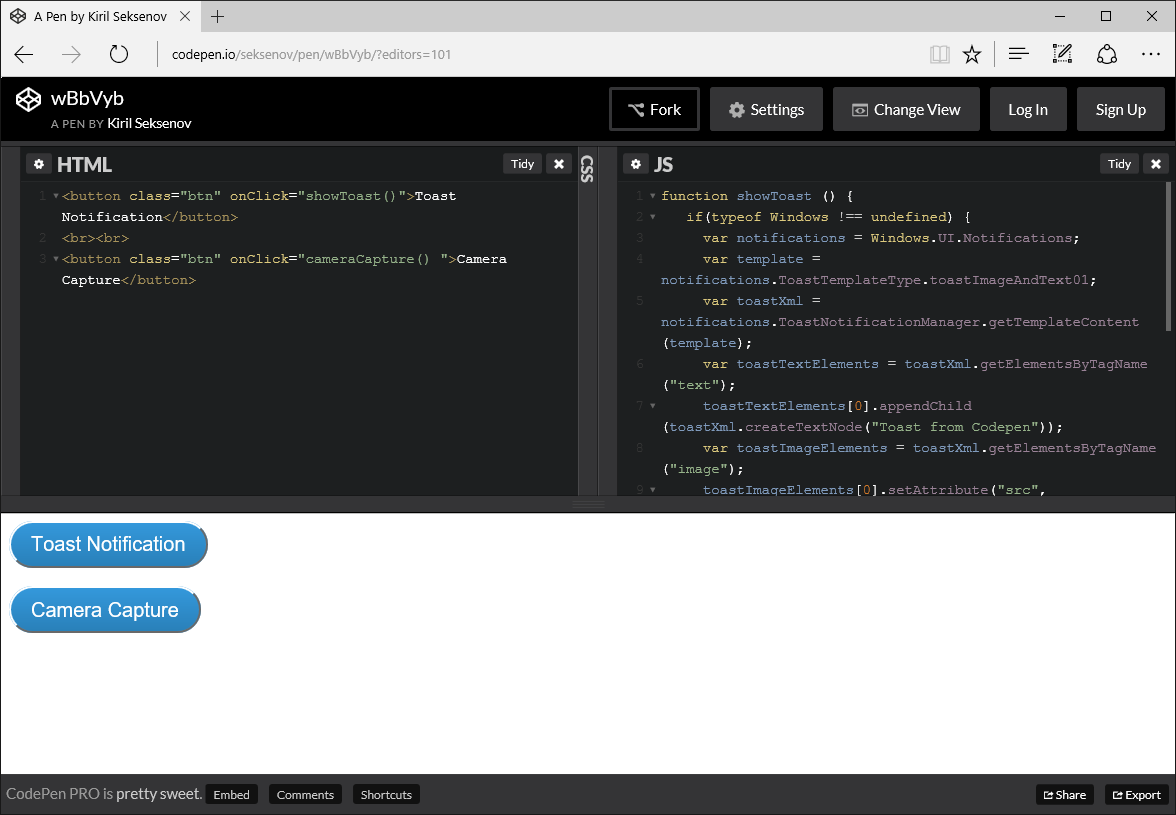 A Pen by Kiril Seksenov
codepen.io/seksenov/pen/wBbVyb/?editors=101
wBbVyb
A PEN BY Kiril Seksenov
Fork
Settings
Change View
Log In
Sign Up
HTML
Tidy
1 <button class="btn" onClick="showToast()">Toast
Notification</button>
2 <br><br>
3 <button class="btn" onClick="cameraCapture() ">Camera
Capture</button>
CSS
JS
Tidy
1 function showToast () {
2 if(typeof Windows !== undefined) {
3 var notifications = Windows.UI.Notifications;
4 var template =
notifications.ToastTemplateType.toastImageAndText01;
5 var toastXml =
notifications.ToastNotificationManager.getTemplateContent
(template);
6 var toastTextElements = toastXml.getElementsByTagName
("text");
7 toastTextElements[0].appendChild
(toastXml.createTextNode("Toast from Codepen"));
8 var toastImageElements = toastXml.getElementsByTagName
("image");
9 toastImageElements[0].setAttribute("src",
Toast Notification
Camera Capture
CodePen PRO is pretty sweet.
Embed
Comments
Shortcuts
Share
Export